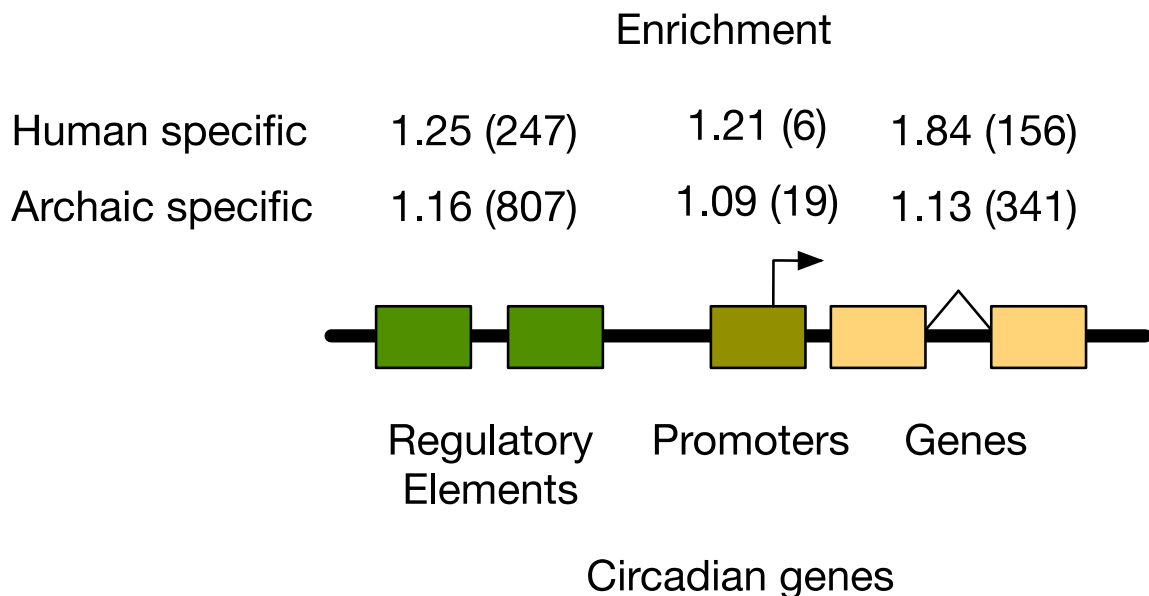 Enrichment
Human specific 1.25 (247) 1.21 (6) 1.84 (156)
Archaic specific 1.16 (807) 1.09 (19) 1.13 (341)
Regulatory Elements Promoters Genes
Circadian genes